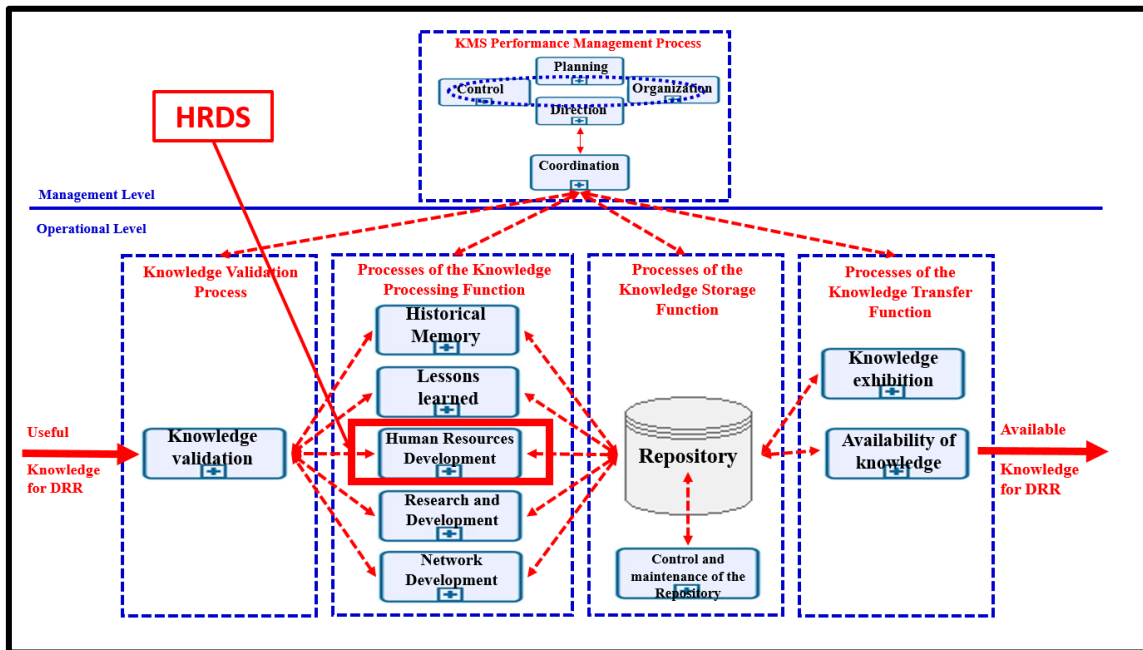 KMS Performance Management Process
Planning
Control
Organization
Direction
HRDS
Coordination
Management Level
Operational Level
Knowledge Validation
Process
Processes of the Knowledge
Processing Function
Processes of the
Knowledge Storage
Function
Processes of the
Knowledge Transfer
Function
Historical
Memory
Lessons
learned
Human Resources
Development
Research and
Development
Network
Development
Useful
Knowledge
for DRR
Knowledge
validation
Repository
Control and
maintenance of the
Repository
Knowledge
exhibition
Availability of
knowledge
Available
Knowledge
for DRR